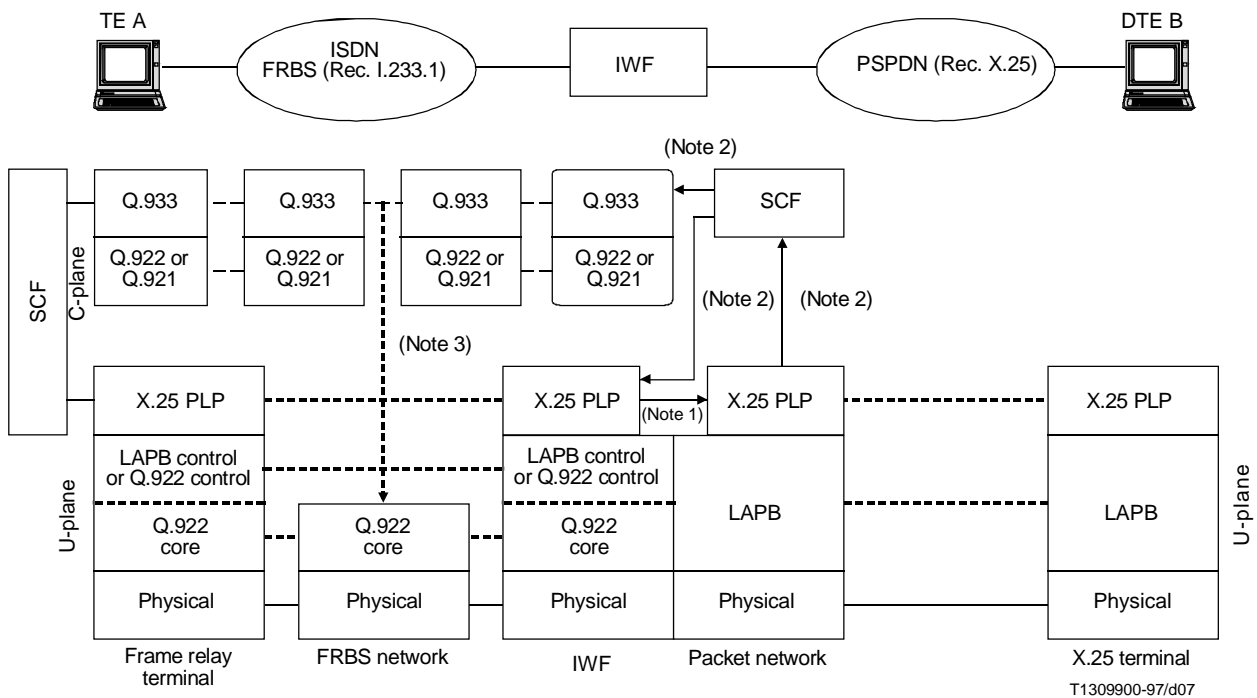 TE A
DTE B
ISDN
FRBS (Rec. I.233.1)
IWF
PSPDN (Rec. X.25)
(Note 2)
SCF
C-plane
Q.933
Q.933
Q.933
Q.933
SCF
Q.922 or
Q.921
Q.922 or
Q.921
Q.922 or
Q.921
Q.922 or
Q.921
(Note 2)
(Note 2)
(Note 3)
X.25 PLP
X.25 PLP
(Note 1)
X.25 PLP
X.25 PLP
U-plane
LAPB control
or Q.922 control
LAPB control
or Q.922 control
LAPB
LAPB
U-plane
Q.922
core
Q.922
core
Q.922
core
Physical
Physical
Physical
Physical
Physical
Frame relay
terminal
FRBS network
IWF
Packet network
X.25 terminal
T1309900-97/d07